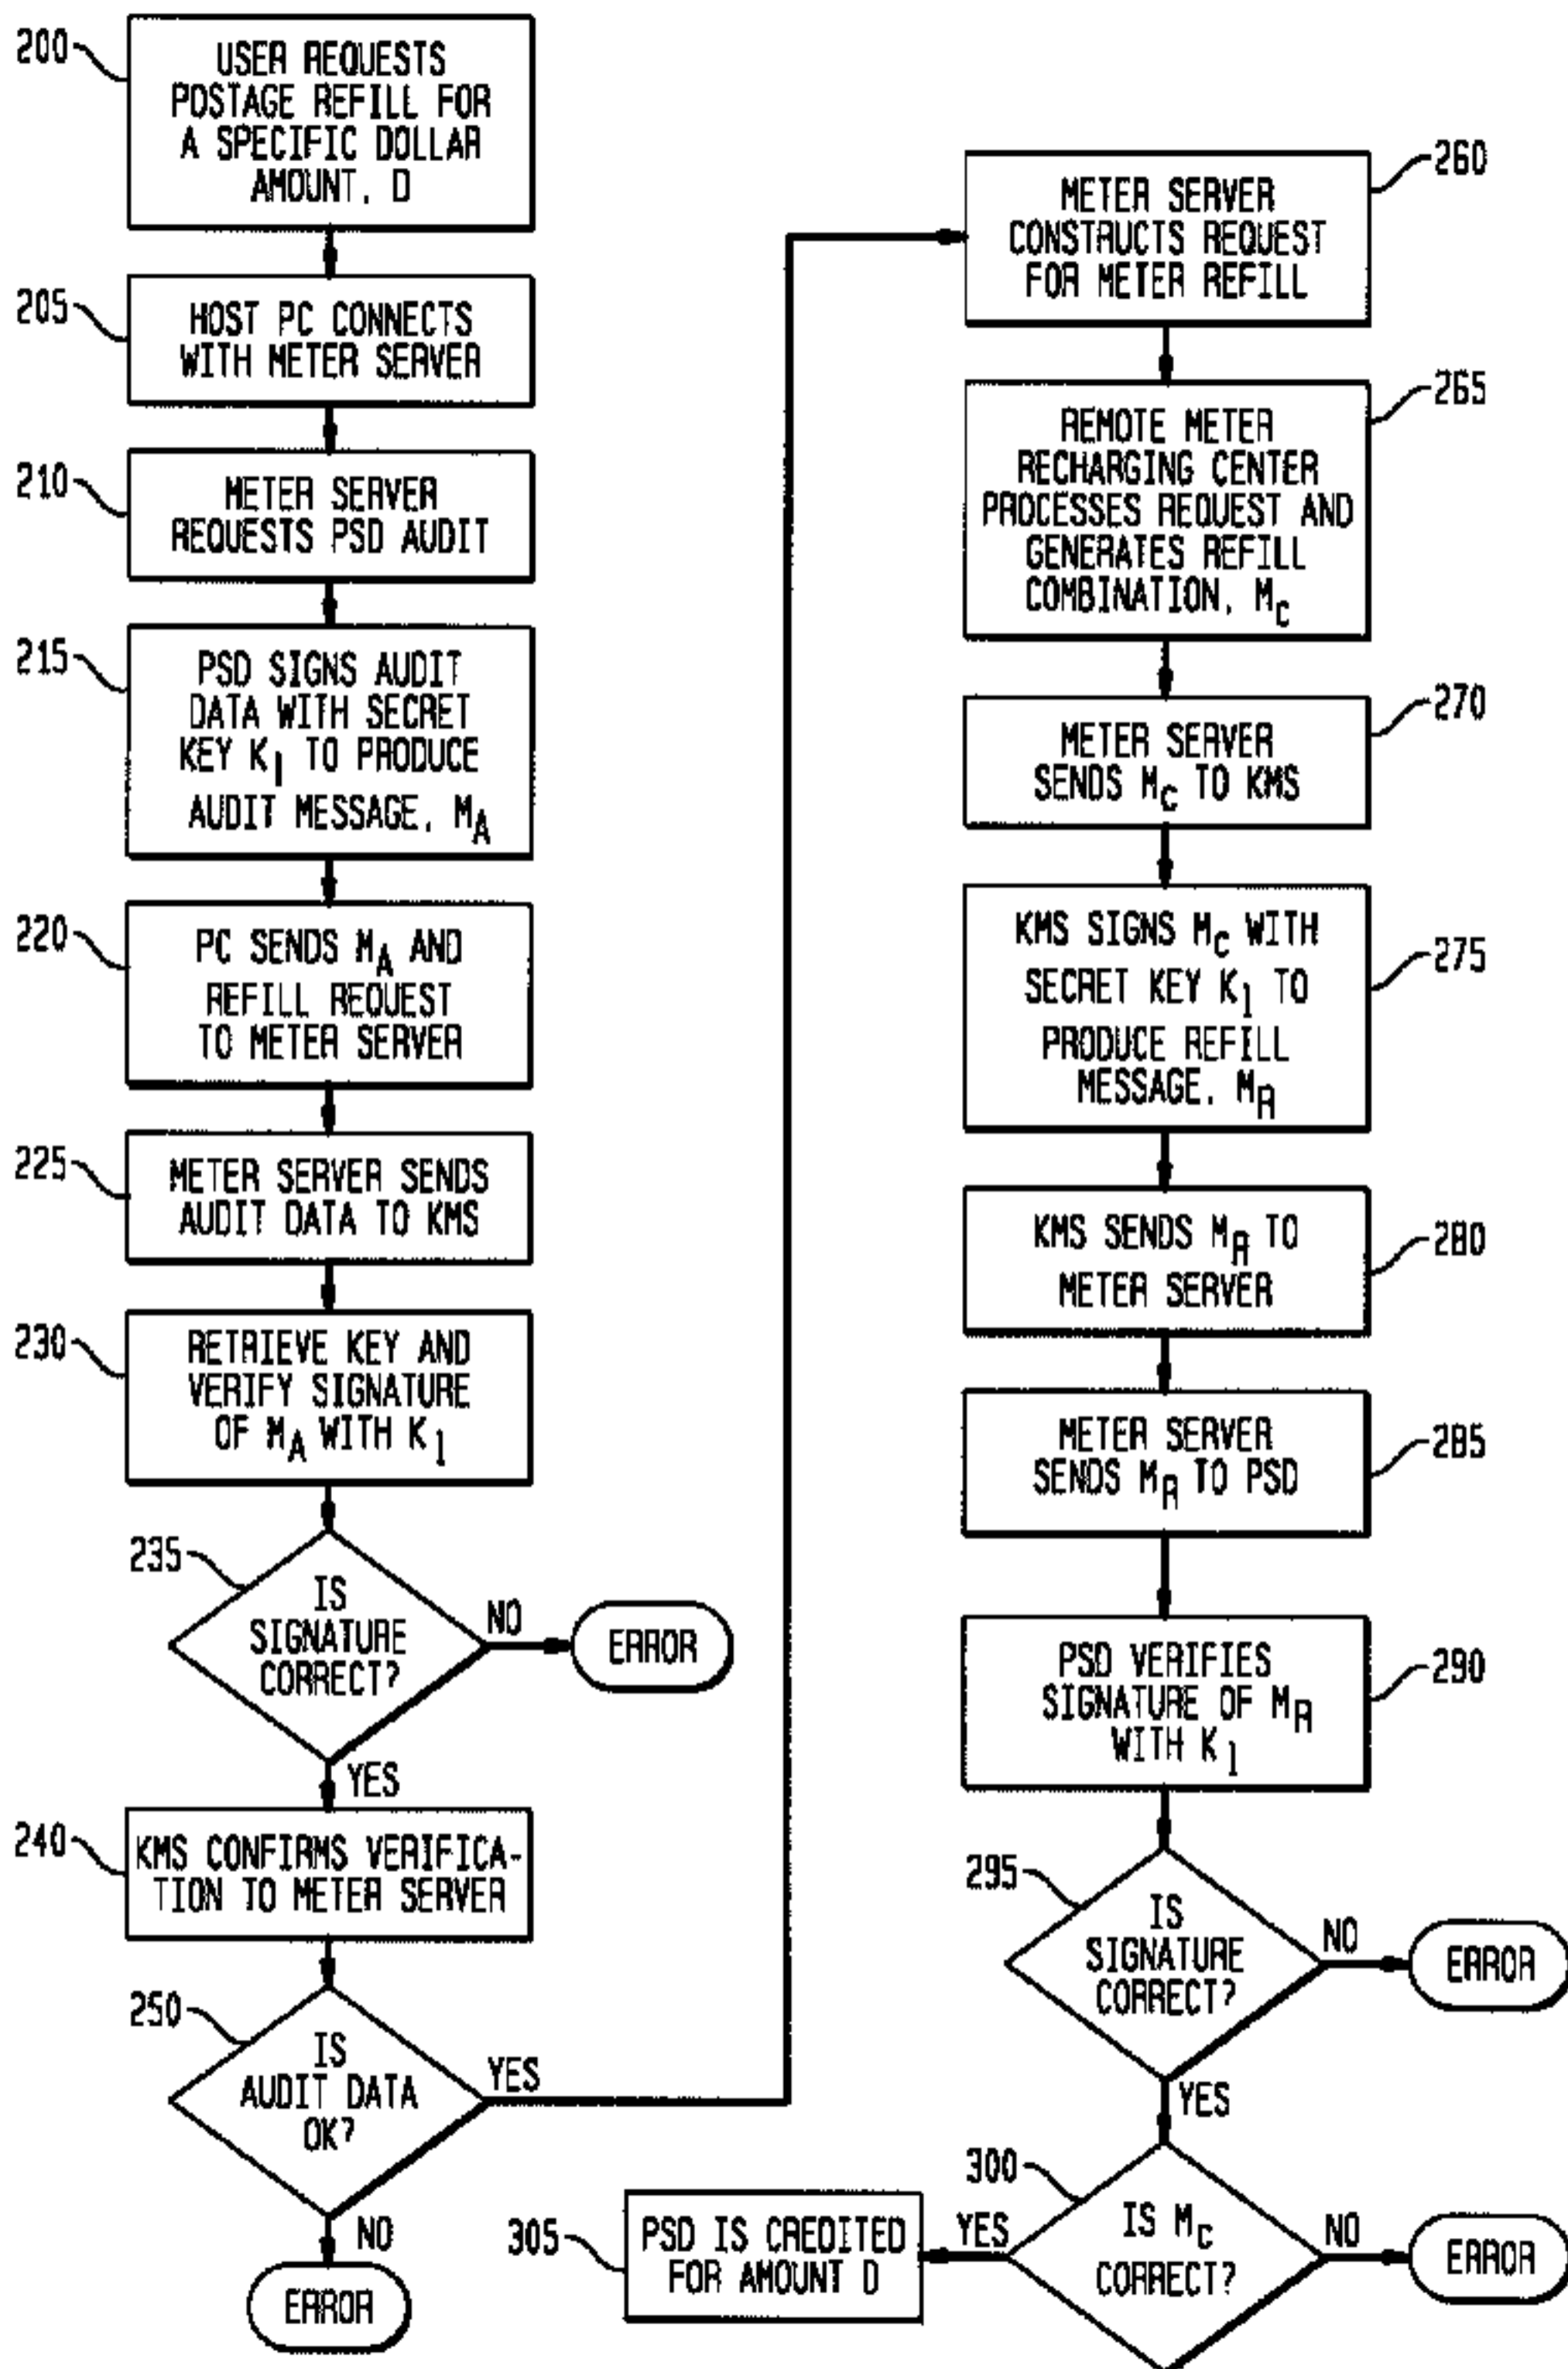 200
USER REQUESTS
POSTAGE REFILL FOR
A SPECIFIC DOLLAR
AMOUNT, D
205
HOST PC CONNECTS
WITH METER SERVER
210
METER SERVER
REQUESTS PSD AUDIT
215
PSD SIGNS AUDIT
DATA WITH SECRET
KEY K1 TO PRODUCE
AUDIT MESSAGE, MA
220
PC SENDS MA AND
REFILL REQUEST
TO METER SERVER
225
METER SERVER SENDS
AUDIT DATA TO KMS
230
RETRIEVE KEY AND
VERIFY SIGNATURE
OF MA WITH K1
235
IS
SIGNATURE
CORRECT?
NO
ERROR
YES
240
KMS CONFIRMS VERIFICA-
TION TO METER SERVER
250
IS
AUDIT DATA
OK?
YES
NO
ERROR
260
METER SERVER
CONSTRUCTS REQUEST
FOR METER REFILL
265
REMOTE METER
RECHARGING CENTER
PROCESSES REQUEST AND
GENERATES REFILL
COMBINATION, MC
270
METER SERVER
SENDS MC TO KMS
275
KMS SIGNS MC WITH
SECRET KEY K1 TO
PRODUCE REFILL
MESSAGE, MR
280
KMS SENDS MR TO
METER SERVER
285
METER SERVER
SENDS MR TO PSD
290
PSD VERIFIES
SIGNATURE OF MR
WITH K1
295
IS
SIGNATURE
CORRECT?
NO
ERROR
YES
300
IS MC
CORRECT?
NO
ERROR
YES
305
PSD IS CREDITED
FOR AMOUNT D